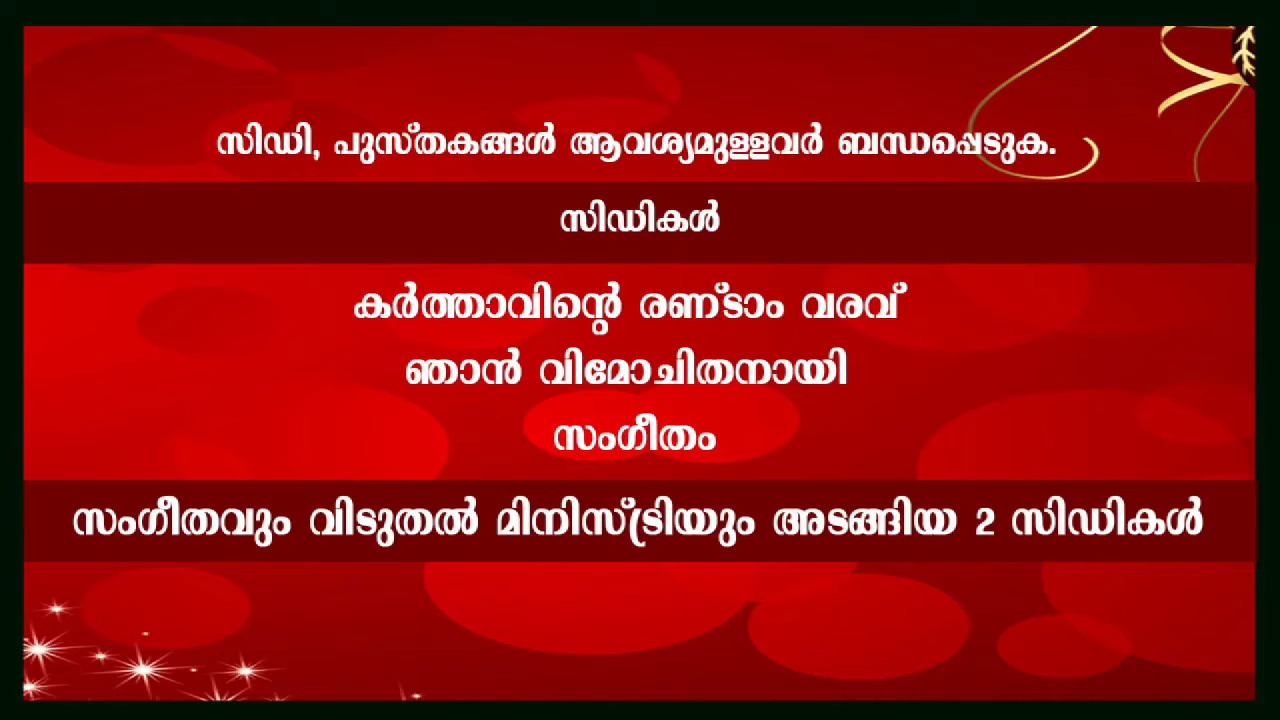 സിഡി, പുസ്തകങ്ങൾ ആവശ്യമുള്ളവർ ബന്ധപ്പെടുക.
സിഡികൾ
കർത്താവിന്റെ രണ്ടാം വരവ്
ഞാൻ വിമോചിതനായി
സംഗീതം
സംഗീതവും വിടുതൽ മിനിസ്ട്രിയും അടങ്ങിയ 2 സിഡികൾ